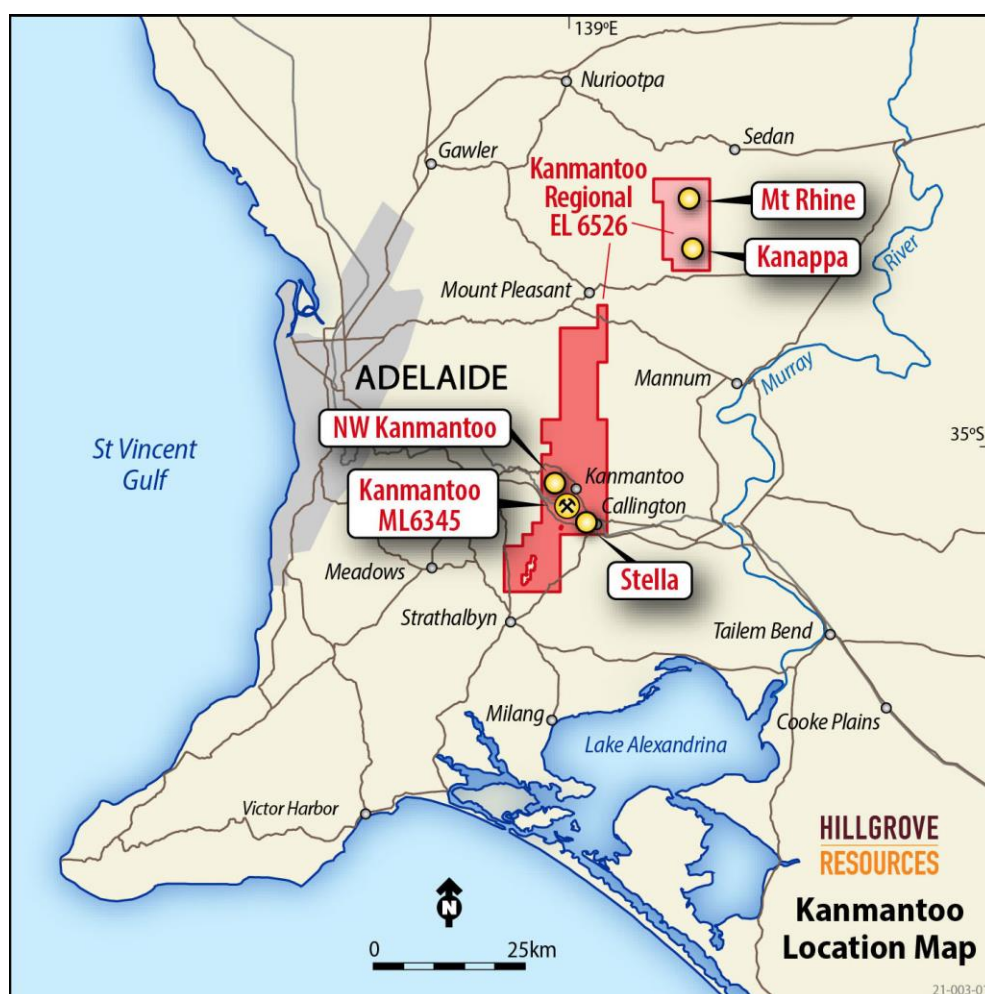 139ºE
Nuriootpa
Sedan
Gawler
Kanmantoo
Regional
EL 6526
Mt Rhine
Kanappa
River
Mount Pleasant
Murray
Mannum
ADELAIDE
NW Kanmantoo
35ºS
St Vincent
Gulf
Kanmantoo
Kanmantoo
ML6345
Callington
Meadows
Stella
Strathalbyn
Tailem Bend
Milang
Cooke Plains
Lake Alexandrina
Victor Harbor
HILLGROVE
RESOURCES
N
Kanmantoo
Location Map
0 25km